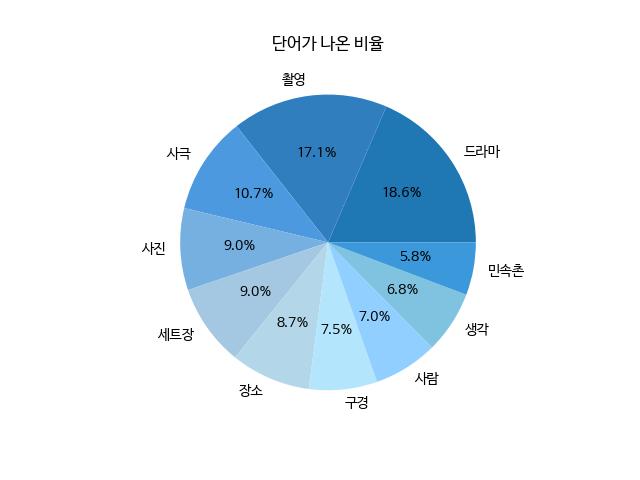 단어가 나온 비율
드라마
18.6%
촬영
17.1%
사극
10.7%
사진
9.0%
세트장
9.0%
장소
8.7%
구경
7.5%
사람
7.0%
생각
6.8%
민속촌
5.8%